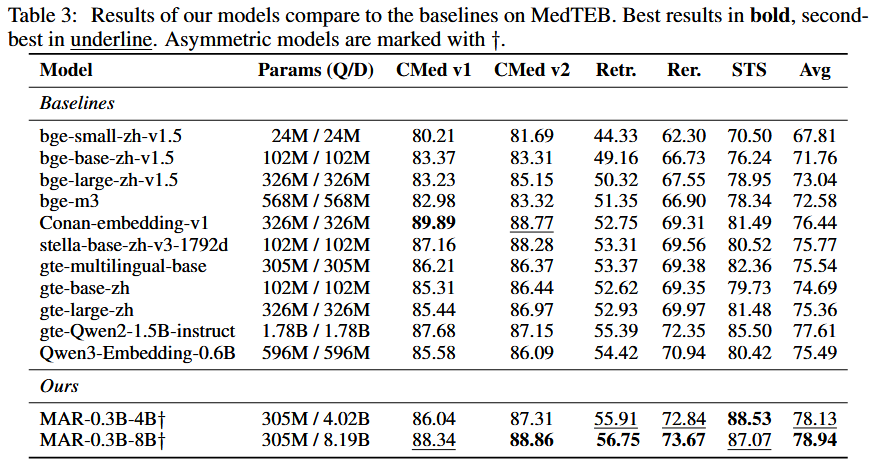 Table 3: Results of our models compare to the baselines on MedTEB. Best results in bold, second-
best in underline. Asymmetric models are marked with †.
Model Params (Q/D) CMed v1 CMed v2 Retr. Rer. STS Avg
Baselines
bge-small-zh-v1.5 24M / 24M 80.21 81.69 44.33 62.30 70.50 67.81
bge-base-zh-v1.5 102M / 102M 83.37 83.31 49.16 66.73 76.24 71.76
bge-large-zh-v1.5 326M / 326M 83.23 85.15 50.32 67.55 78.95 73.04
bge-m3 568M / 568M 82.98 83.32 51.35 66.90 78.34 72.58
Conan-embedding-v1 326M / 326M 89.89 88.77 52.75 69.31 81.49 76.44
stella-base-zh-v3-1792d 102M / 102M 87.16 88.28 53.31 69.56 80.52 75.77
gte-multilingual-base 305M / 305M 86.21 86.37 53.37 69.38 82.36 75.54
gte-base-zh 102M / 102M 85.31 86.44 52.62 69.35 79.73 74.69
gte-large-zh 326M / 326M 85.44 86.97 52.93 69.97 81.48 75.36
gte-Qwen2-1.5B-instruct 1.78B / 1.78B 87.68 87.15 55.39 72.35 85.50 77.61
Qwen3-Embedding-0.6B 596M / 596M 85.58 86.09 54.42 70.94 80.42 75.49
Ours
MAR-0.3B-4B† 305M / 4.02B 86.04 87.31 55.91 72.84 88.53 78.13
MAR-0.3B-8B† 305M / 8.19B 88.34 88.86 56.75 73.67 87.07 78.94